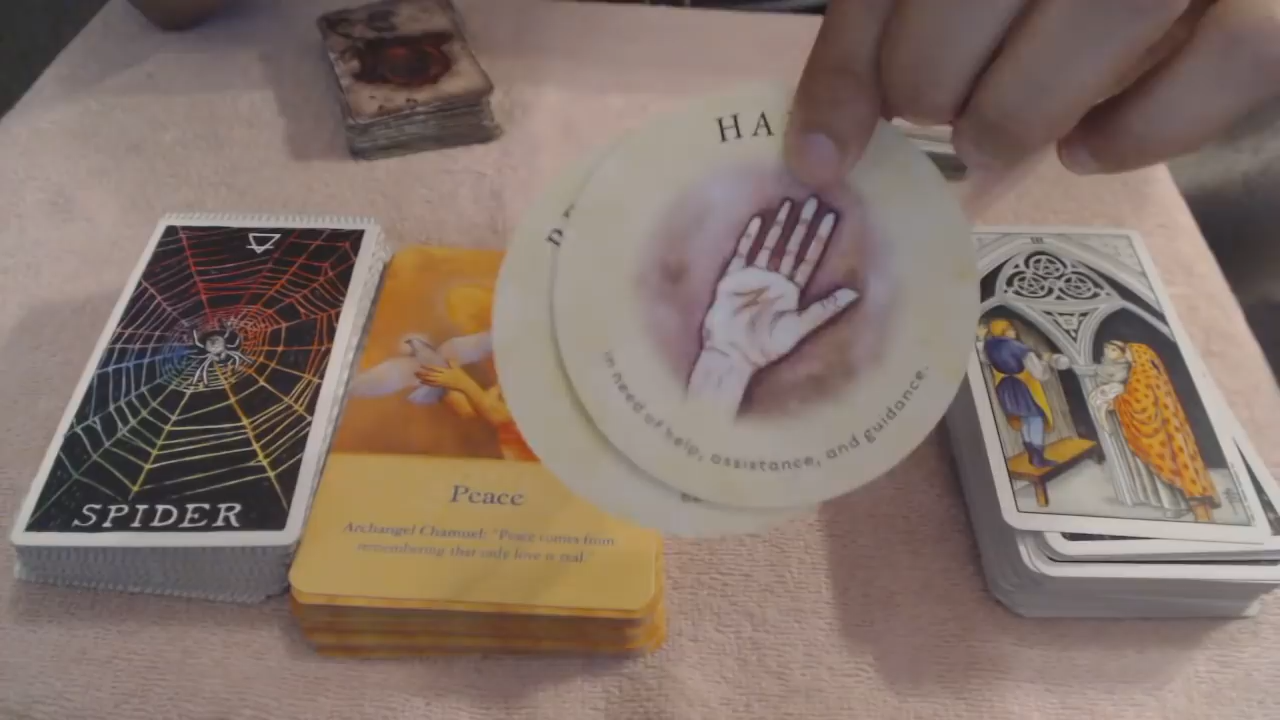 HA
in need of help, assistance, and guidance.
III
SPIDER
Peace
Archangel Chamuel: "Peace comes from
remembering that only love is real."